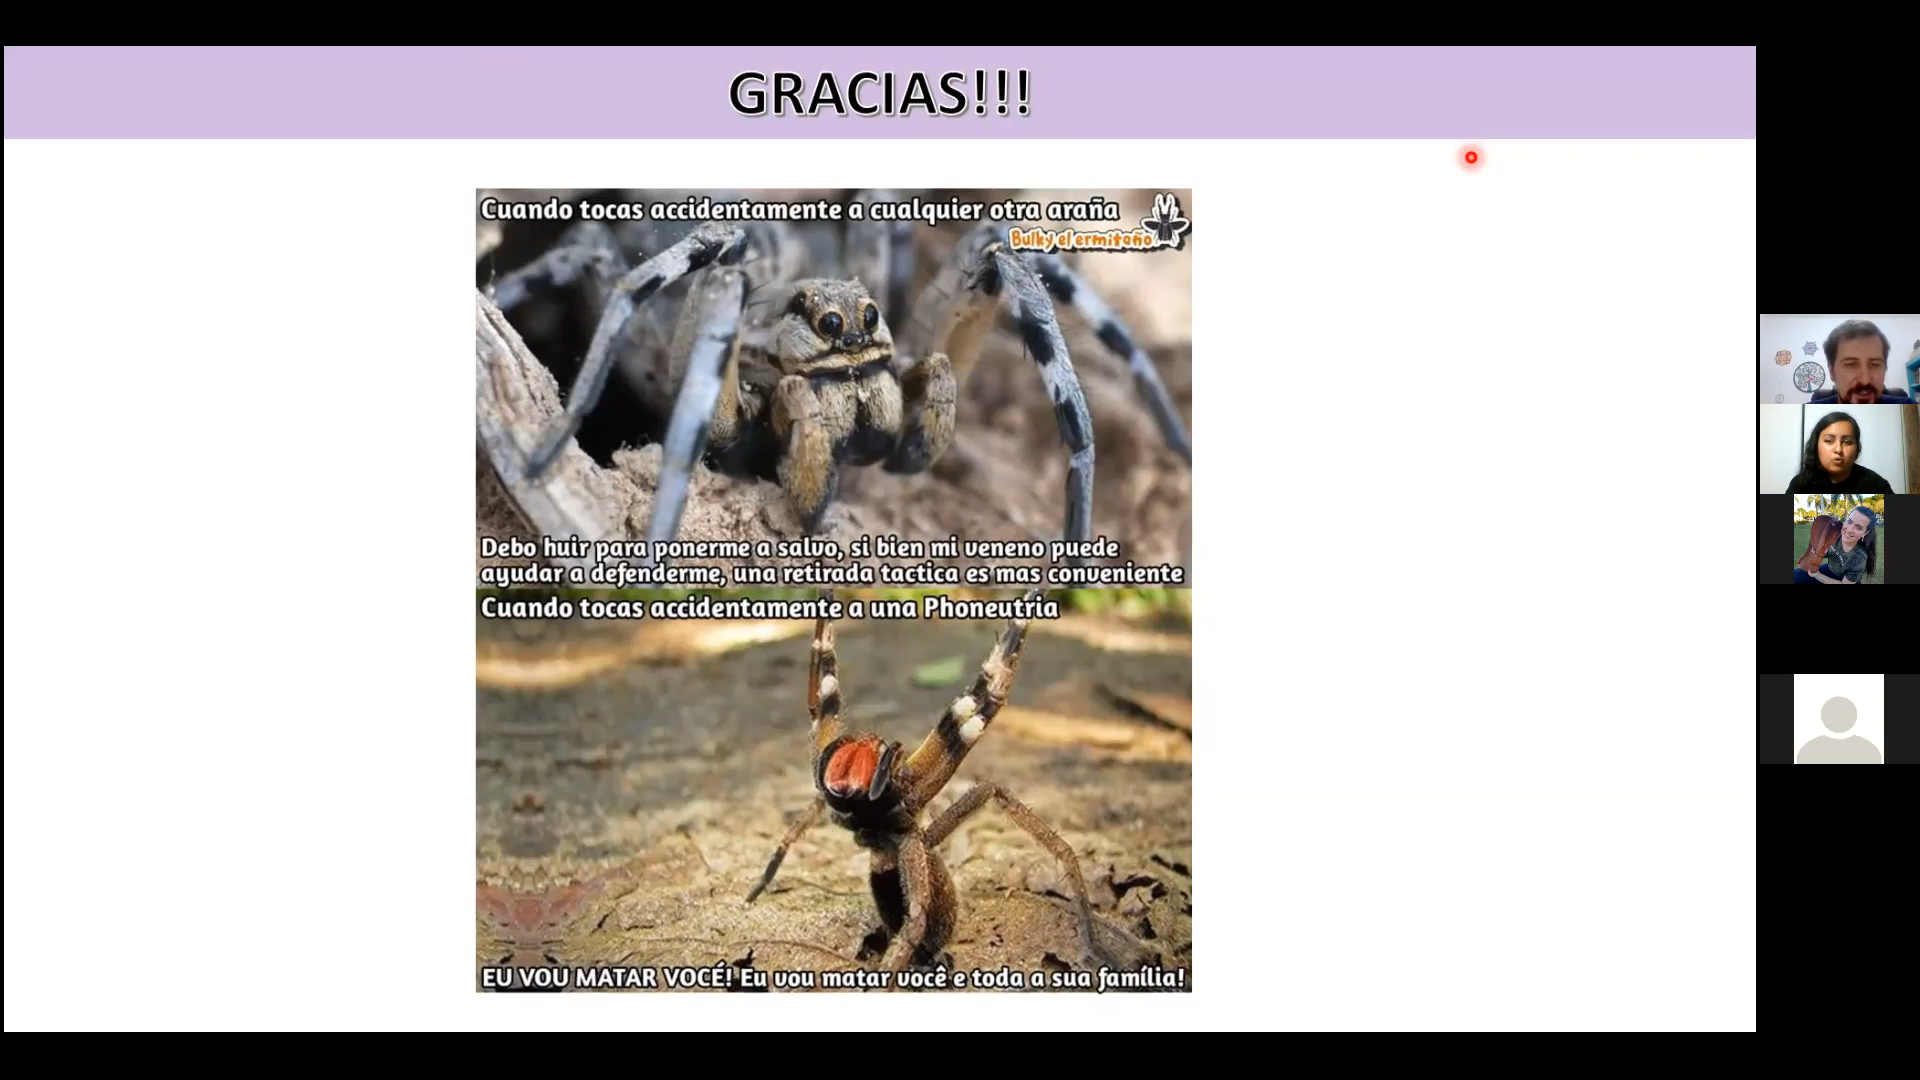 GRACIAS!!!
Cuando tocas accidentamente a cualquier otra araña
Bulky el ermitaño
Debo huir para ponerme a salvo, si bien mi veneno puede
ayudar a defenderme, una retirada tactica es mas conveniente
Cuando tocas accidentamente a una Phoneutria
EU VOU MATAR VOCÉ! Eu vou matar você e toda a sua família!